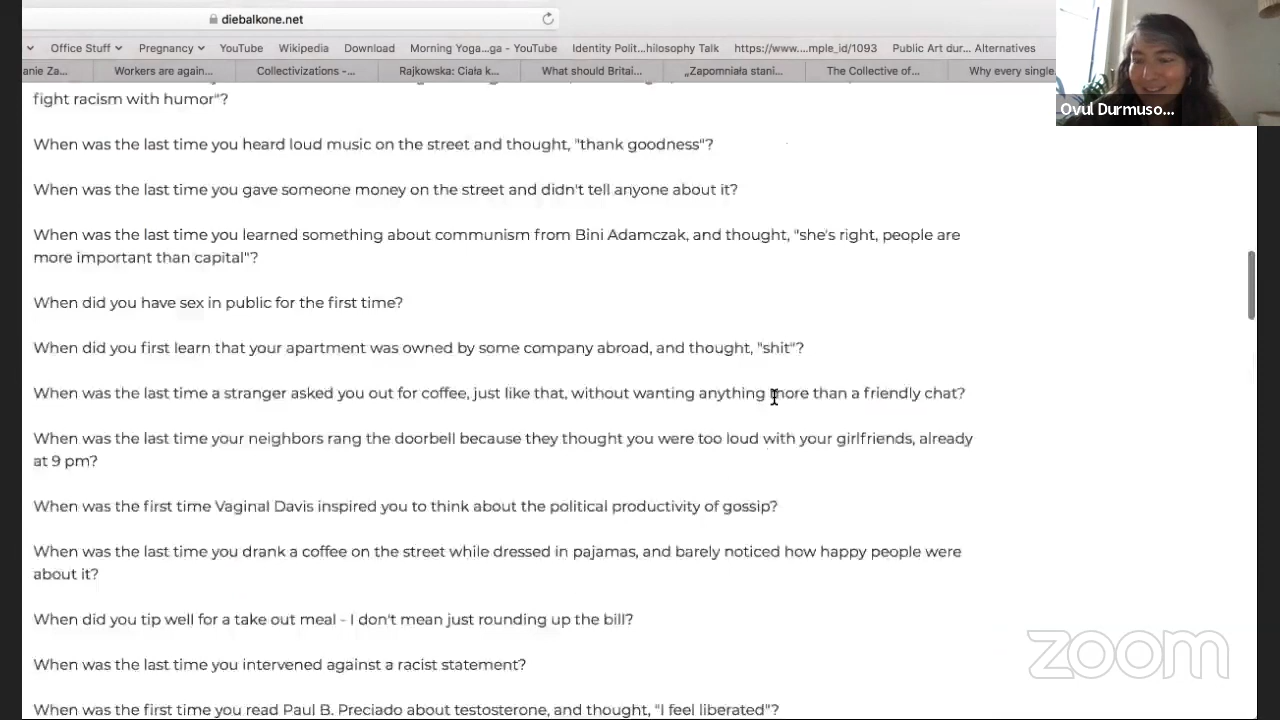 diebalkone.net
Office Stuff
Pregnancy
YouTube
Wikipedia
Download
Morning Yoga...ga - YouTube
Identity Polit...hilosophy Talk
https://www....mple_id/1093
Public Art dur... Alternatives
anie Za...
Workers are again...
Collectivizations -...
Rajkowska: Ciała k...
What should Britai...
„Zapomniała stani...
The Collective of...
Why every single
Ovul Durmuso...
fight racism with humor"?
When was the last time you heard loud music on the street and thought, "thank goodness"?
When was the last time you gave someone money on the street and didn't tell anyone about it?
When was the last time you learned something about communism from Bini Adamczak, and thought, "she's right, people are
more important than capital"?
When did you have sex in public for the first time?
When did you first learn that your apartment was owned by some company abroad, and thought, "shit"?
When was the last time a stranger asked you out for coffee, just like that, without wanting anything more than a friendly chat?
When was the last time your neighbors rang the doorbell because they thought you were too loud with your girlfriends, already
at 9 pm?
When was the first time Vaginal Davis inspired you to think about the political productivity of gossip?
When was the last time you drank a coffee on the street while dressed in pajamas, and barely noticed how happy people were
about it?
When did you tip well for a take out meal - I don't mean just rounding up the bill?
When was the last time you intervened against a racist statement?
When was the first time you read Paul B. Preciado about testosterone, and thought, "I feel liberated"?
zoom